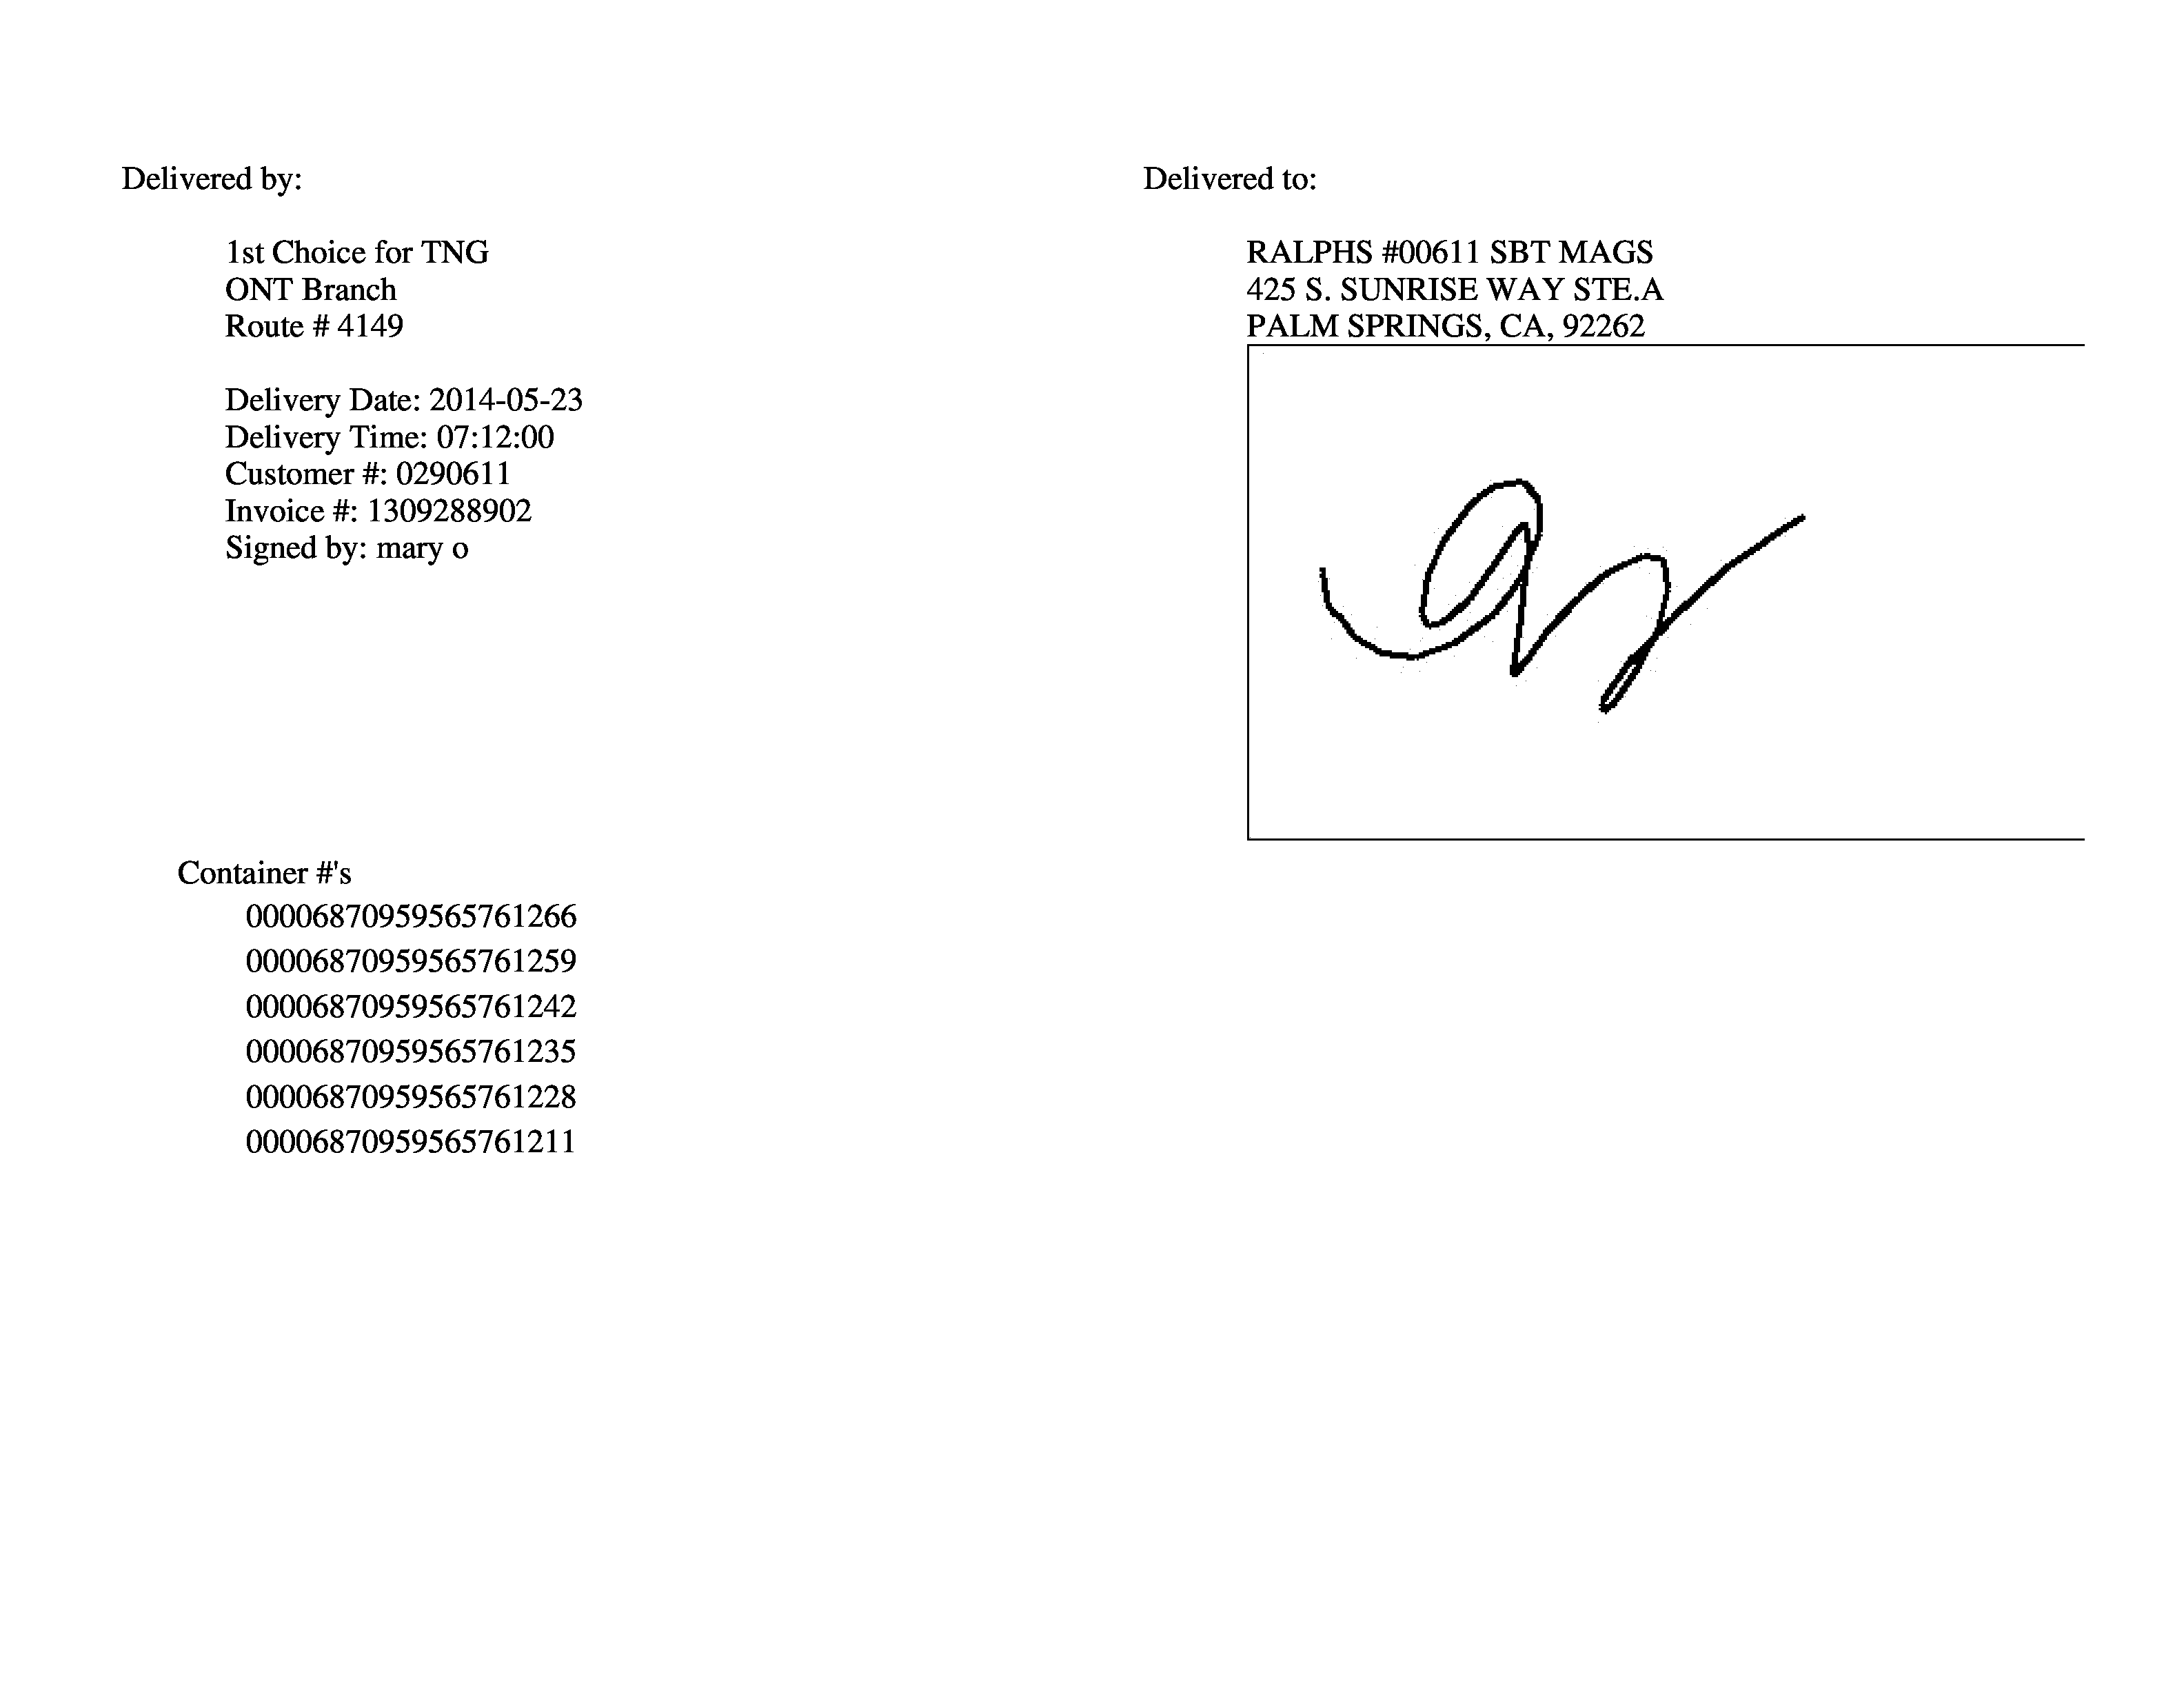 Delivered by:
1st Choice for TNG
ONT Branch
Route # 4149
Delivery Date: 2014-05-23
Delivery Time: 07:12:00
Customer #: 0290611
Invoice #: 1309288902
Signed by: mary o
Delivered to:
RALPHS #00611 SBT MAGS
425 S. SUNRISE WAY STE.A
PALM SPRINGS, CA, 92262
Container #'s
00006870959565761266
00006870959565761259
00006870959565761242
00006870959565761235
00006870959565761228
00006870959565761211